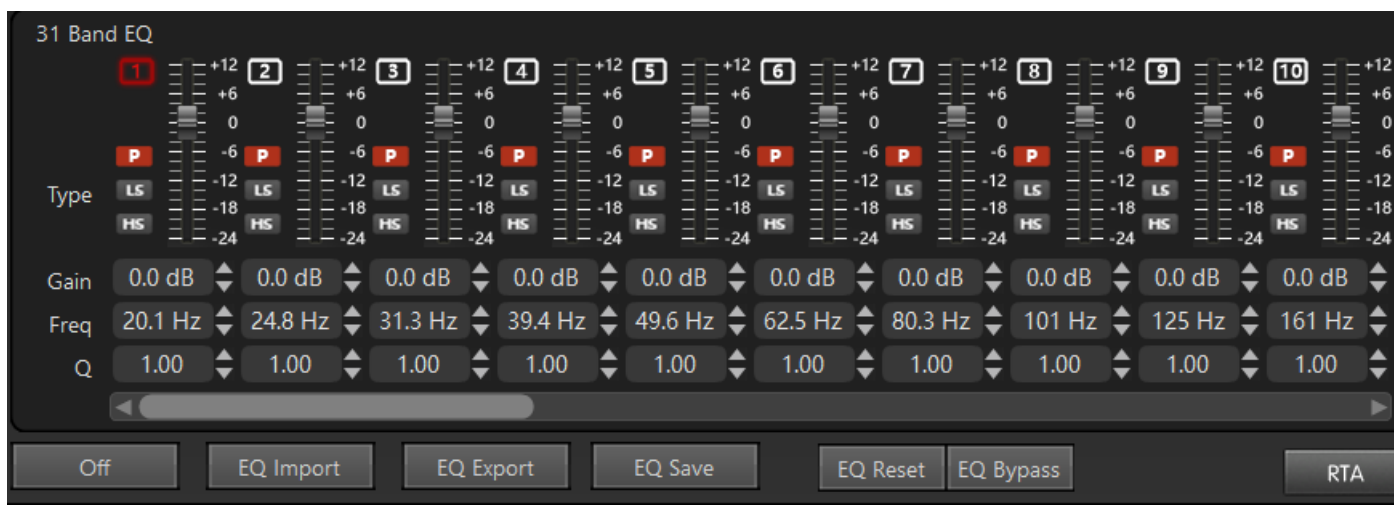 31 Band EQ
1 +12 2 +12 3 +12 4 +12 5 +12 6 +12 7 +12 8 +12 9 +12 10 +12
+6 +6 +6 +6 +6 +6 +6 +6 +6 +6
0 0 0 0 0 0 0 0 0 0
P -6 P -6 P -6 P -6 P -6 P -6 P -6 P -6 P -6 P -6
Type LS -12 LS -12 LS -12 LS -12 LS -12 LS -12 LS -12 LS -12 LS -12 LS -12
-18 -18 -18 -18 -18 -18 -18 -18 -18 -18
HS -24 HS -24 HS -24 HS -24 HS -24 HS -24 HS -24 HS -24 HS -24 HS -24
Gain 0.0 dB 0.0 dB 0.0 dB 0.0 dB 0.0 dB 0.0 dB 0.0 dB 0.0 dB 0.0 dB 0.0 dB
Freq 20.1 Hz 24.8 Hz 31.3 Hz 39.4 Hz 49.6 Hz 62.5 Hz 80.3 Hz 101 Hz 125 Hz 161 Hz
Q 1.00 1.00 1.00 1.00 1.00 1.00 1.00 1.00 1.00 1.00
Off EQ Import EQ Export EQ Save EQ Reset EQ Bypass RTA